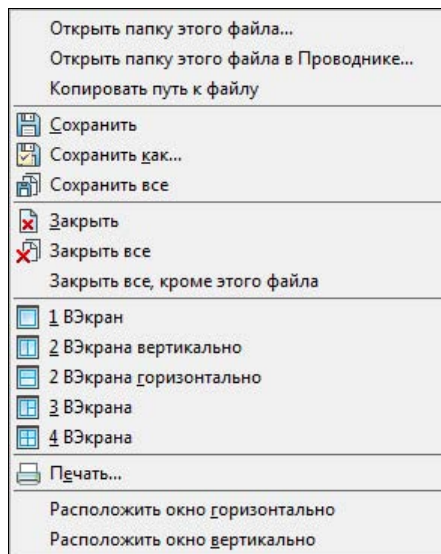 Открыть папку этого файла...
Открыть папку этого файла в Проводнике...
Копировать путь к файлу
Сохранить
Сохранить как...
Сохранить все
Закрыть
Закрыть все
Закрыть все, кроме этого файла
1 ВЭкран
2 ВЭкрана вертикально
2 ВЭкрана горизонтально
3 ВЭкрана
4 ВЭкрана
Печать...
Расположить окно горизонтально
Расположить окно вертикально